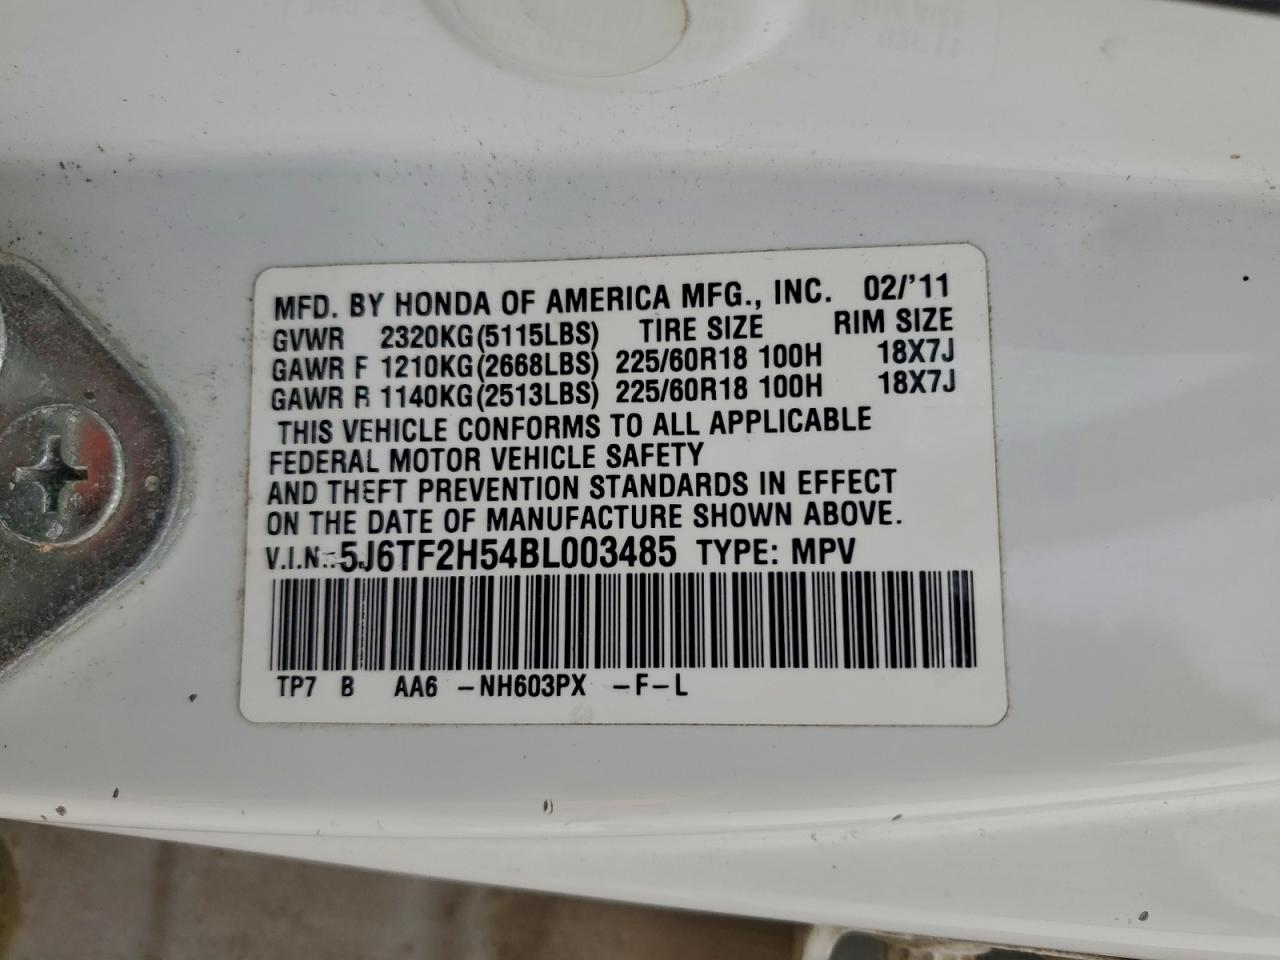 MFD. BY HONDA OF AMERICA MFG., INC. 02/'11
GVWR 2320KG(5115LBS) TIRE SIZE RIM SIZE
GAWR F 1210KG(2668LBS) 225/60R18 100H 18X7J
GAWR R 1140KG(2513LBS) 225/60R18 100H 18X7J
THIS VEHICLE CONFORMS TO ALL APPLICABLE
FEDERAL MOTOR VEHICLE SAFETY
AND THEFT PREVENTION STANDARDS IN EFFECT
ON THE DATE OF MANUFACTURE SHOWN ABOVE.
V.I.N.: 5J6TF2H54BL003485 TYPE: MPV
TP7 B AA6 -NH603PX -F-L